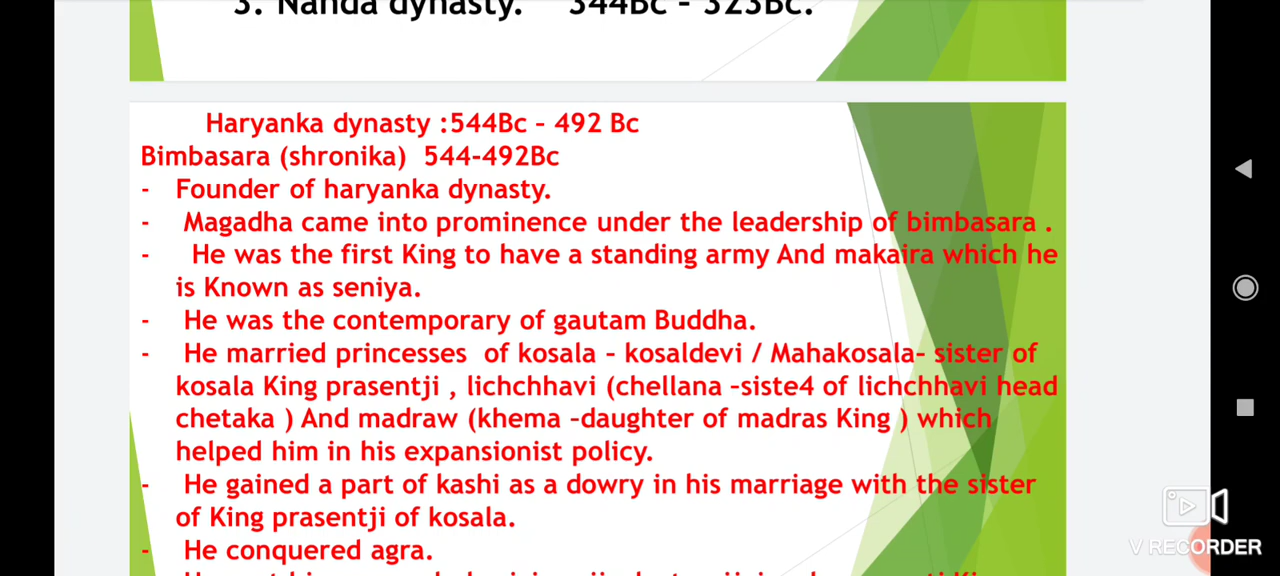 3. Nanda dynasty. 344Bc – 323Bc.
Haryanka dynasty :544Bc – 492 Bc
Bimbasara (shronika) 544-492Bc
- Founder of haryanka dynasty.
- Magadha came into prominence under the leadership of bimbasara .
- He was the first King to have a standing army And makaira which he
is Known as seniya.
- He was the contemporary of gautam Buddha.
- He married princesses of kosala – kosaldevi / Mahakosala– sister of
kosala King prasentji , lichchhavi (chellana –siste4 of lichchhavi head
chetaka ) And madraw (khema –daughter of madras King ) which
helped him in his expansionist policy.
- He gained a part of kashi as a dowry in his marriage with the sister
of King prasentji of kosala.
- He conquered agra.
V RECORDER